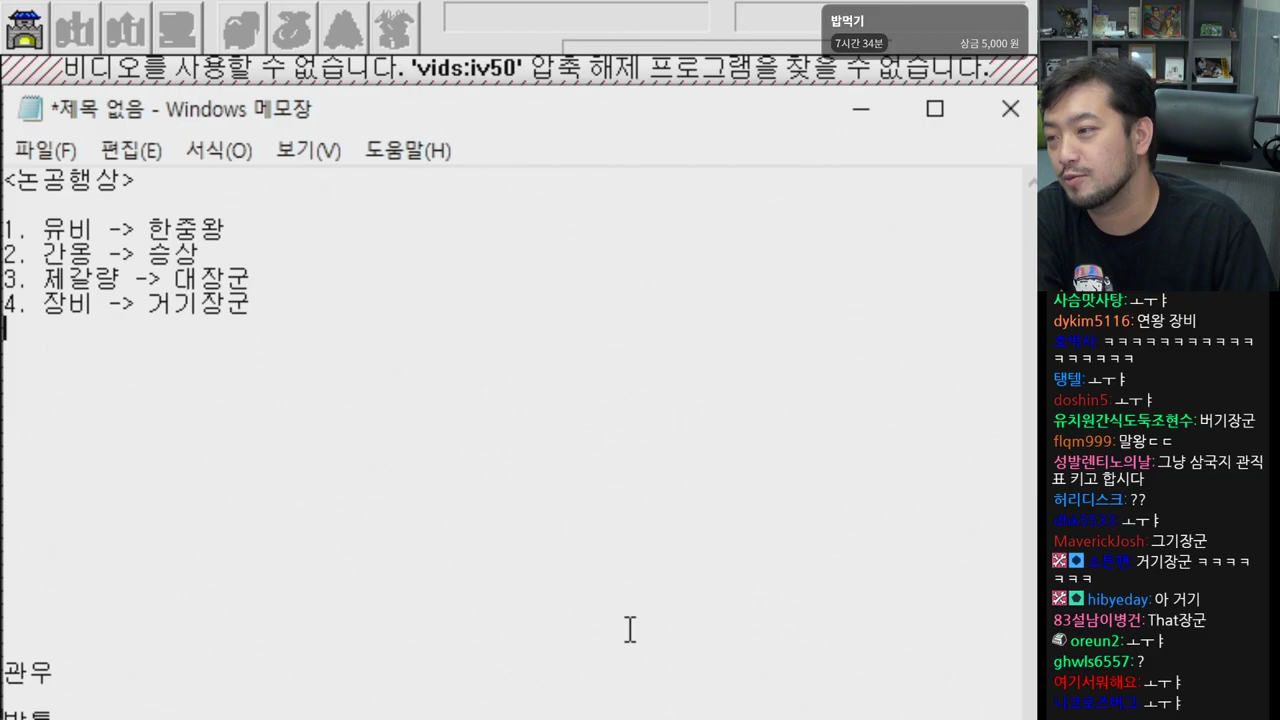 밥먹기
7시간 34분
상금 5,000 원
비디오를 사용할 수 없습니다. 'vids:iv50' 압축 해제 프로그램을 찾을 수 없습니다.
*제목 없음 - Windows 메모장
파일(F) 편집(E) 서식(O) 보기(V) 도움말(H)
<논공행상>
1. 유비 -> 한중왕
2. 간옹 -> 승상
3. 제갈량 -> 대장군
4. 장비 -> 거기장군
관우
사슴맛사탕: ㅗㅜㅑ
dykim5116: 연왕 장비
ㅋㅋㅋㅋㅋㅋㅋㅋㅋㅋㅋ
ㅋㅋㅋㅋㅋㅋ
탱텔: ㅗㅜㅑ
doshin5: ㅗㅜㅑ
유치원간식도둑조현수: 버기장군
flqm999: 말왕ㄷㄷ
성발렌티노의날: 그냥 삼국지 관직
표 키고 합시다
허리디스크: ??
dhk5533: ㅗㅜㅑ
MaverickJosh: 그기장군
거기장군 ㅋㅋㅋㅋ
ㅋㅋㅋ
hibyeday: 아 거기
83설남이병건: That장군
oreun2: ㅗㅜㅑ
ghwls6557: ?
여기서뭐해요: ㅗㅜㅑ
니코로즈버그: ㅗㅜㅑ